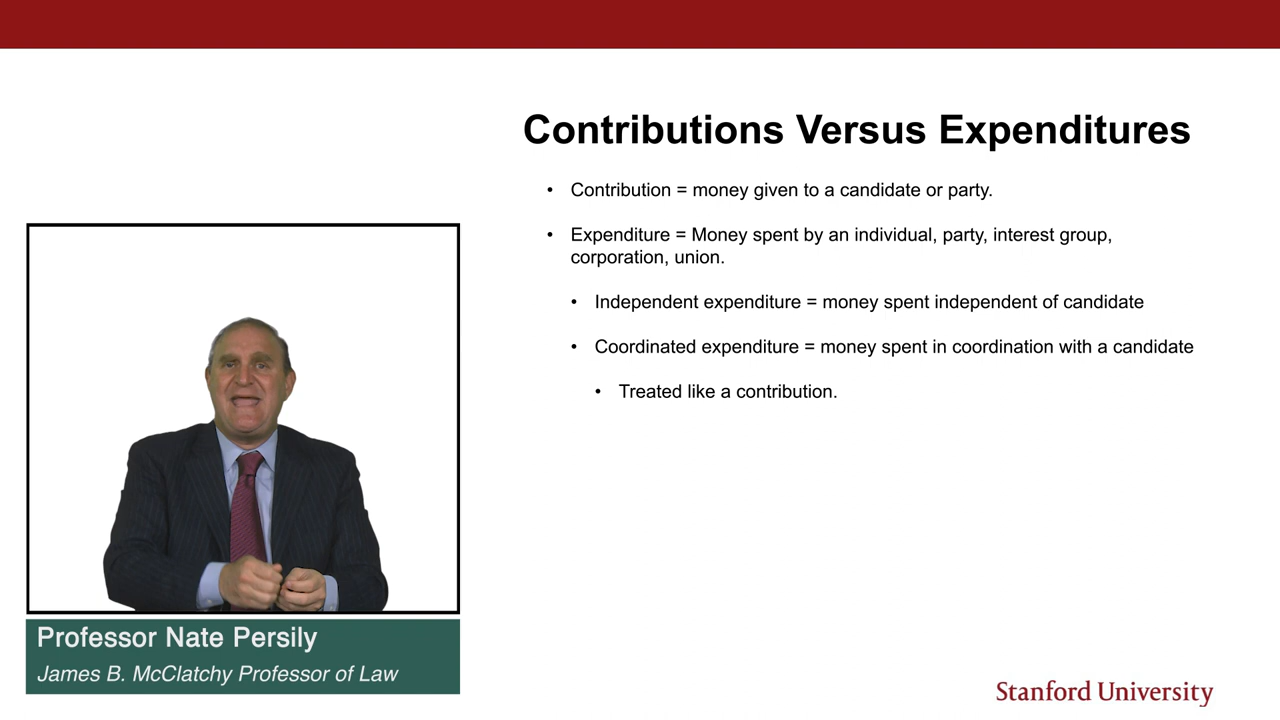 Contributions Versus Expenditures
• Contribution = money given to a candidate or party.
• Expenditure = Money spent by an individual, party, interest group,
corporation, union.
• Independent expenditure = money spent independent of candidate
• Coordinated expenditure = money spent in coordination with a candidate
• Treated like a contribution.
Professor Nate Persily
James B. McClatchy Professor of Law
Stanford University